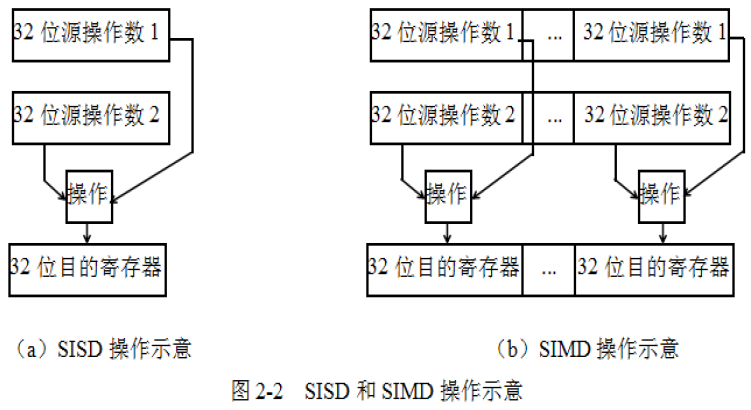 32 位源操作数 1
32 位源操作数 2
操作
32 位目的寄存器
（a）SISD 操作示意
32 位源操作数 1 ... 32 位源操作数 1
32 位源操作数 2 ... 32 位源操作数 2
操作 操作
32 位目的寄存器 ... 32 位目的寄存器
（b）SIMD 操作示意
图 2-2 SISD 和 SIMD 操作示意